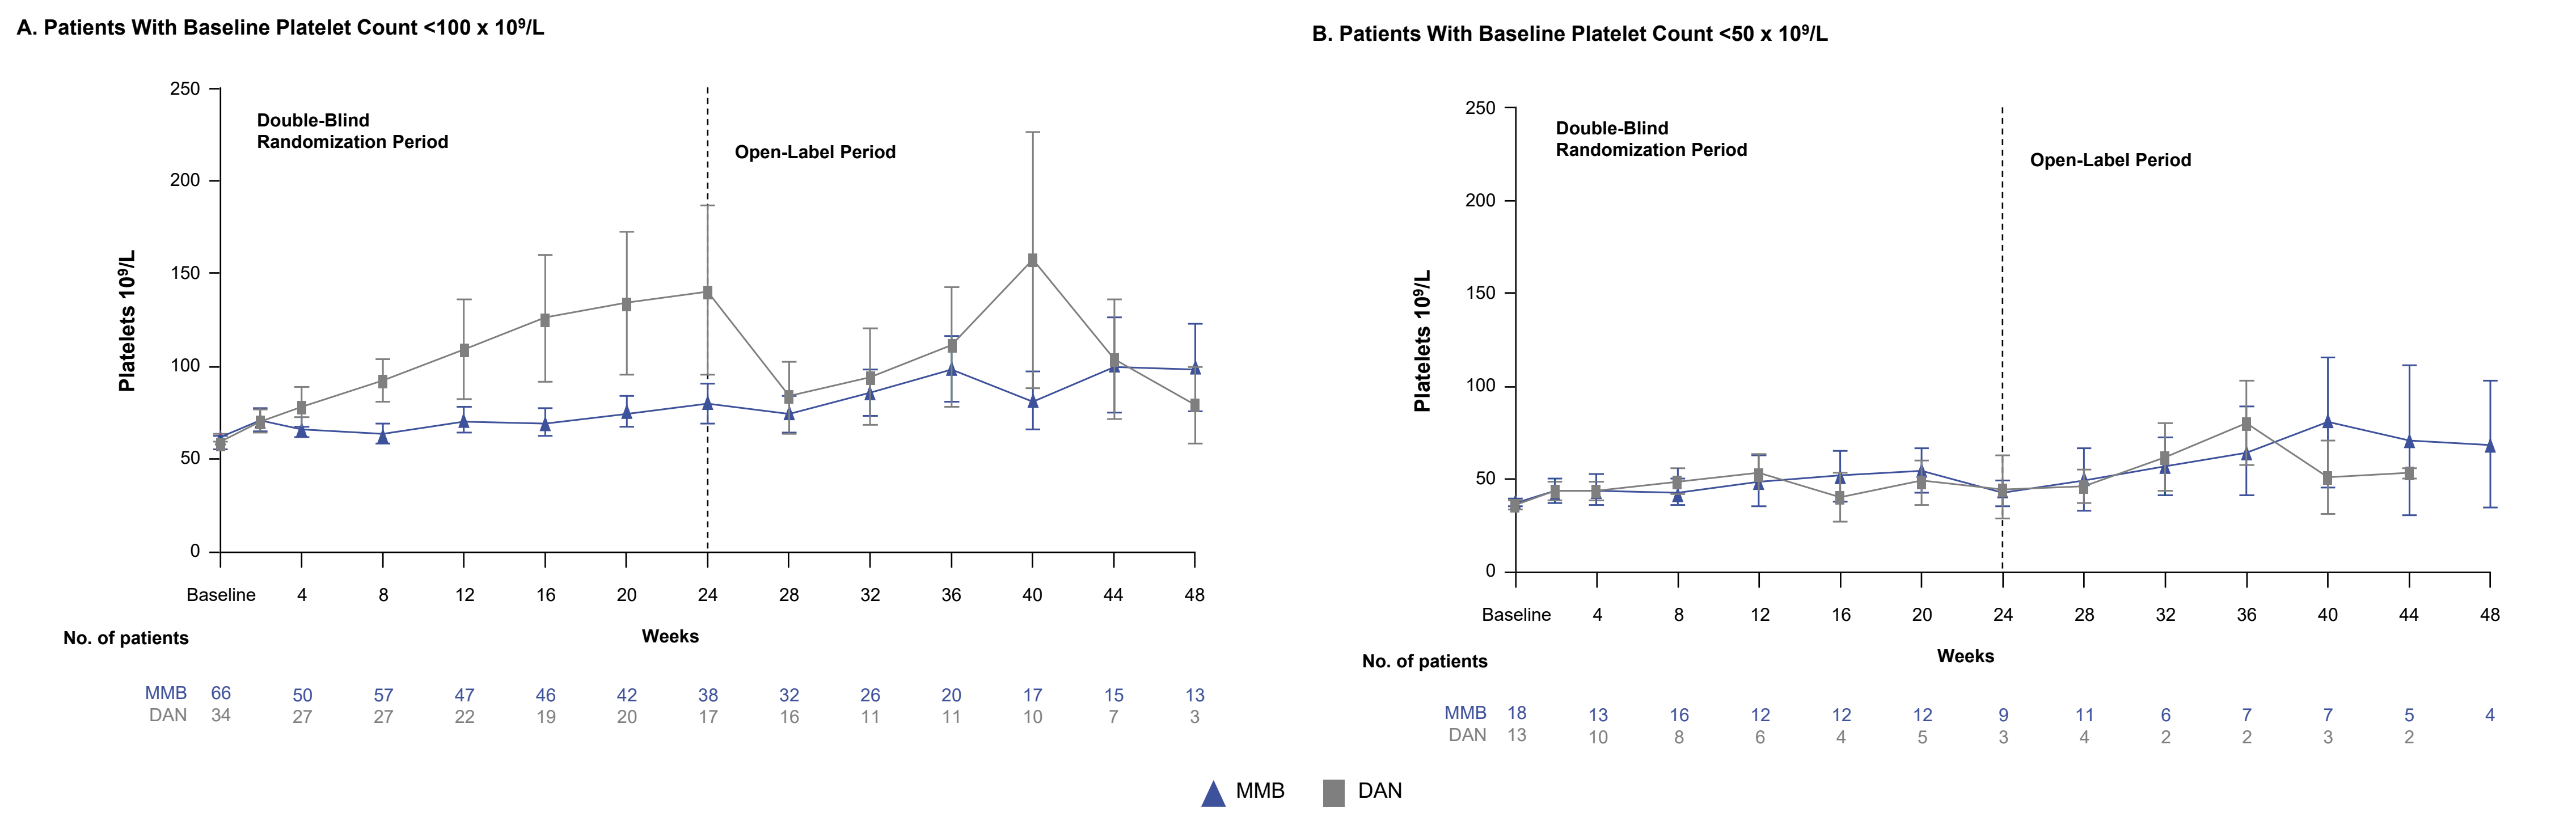 A. Patients With Baseline Platelet Count <100 x 10⁹/L
250
200
150
100
50
0
Platelets 10⁹/L
Double-Blind
Randomization Period
Open-Label Period
Baseline 4 8 12 16 20 24 28 32 36 40 44 48
Weeks
No. of patients
MMB 66 50 57 47 46 42 38 32 26 20 17 15 13
DAN 34 27 27 22 19 20 17 16 11 11 10 7 3
B. Patients With Baseline Platelet Count <50 x 10⁹/L
250
200
150
100
50
0
Platelets 10⁹/L
Double-Blind
Randomization Period
Open-Label Period
Baseline 4 8 12 16 20 24 28 32 36 40 44 48
Weeks
No. of patients
MMB 18 13 16 12 12 12 9 11 6 7 7 5 4
DAN 13 10 8 6 4 5 3 4 2 2 3 2
MMB DAN